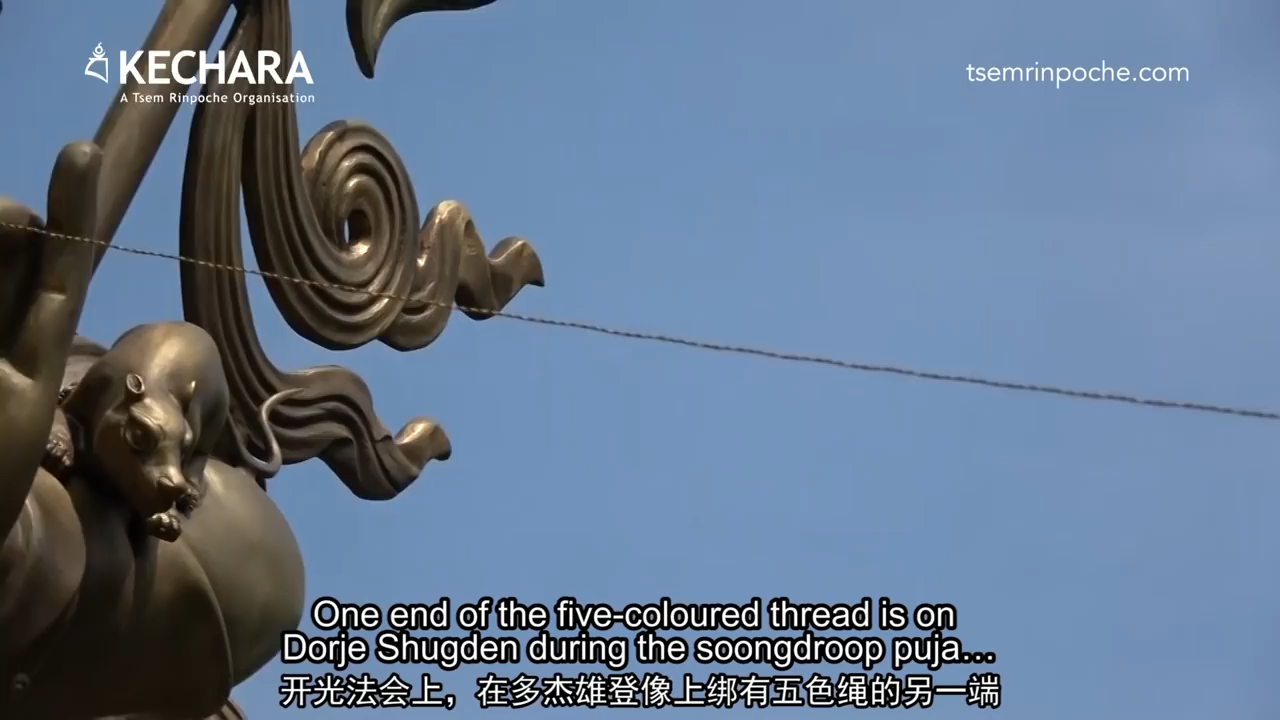 KECHARA
A Tsem Rinpoche Organisation
tsemrinpoche.com
One end of the five-coloured thread is on
Dorje Shugden during the soongdroop puja...
开光法会上，在多杰雄登像上绑有五色绳的另一端